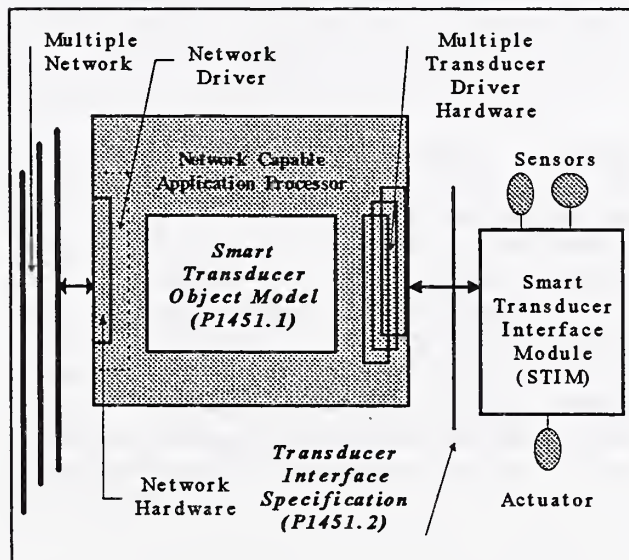 Multiple
Network
Network
Driver
Multiple
Transducer
Driver
Hardware
Network Capable
Application Processor
Sensors
Smart
Transducer
Object Model
(P1451.1)
Smart
Transducer
Interface
Module
(STIM)
Network
Hardware
Transducer
Interface
Specification
(P1451.2)
Actuator